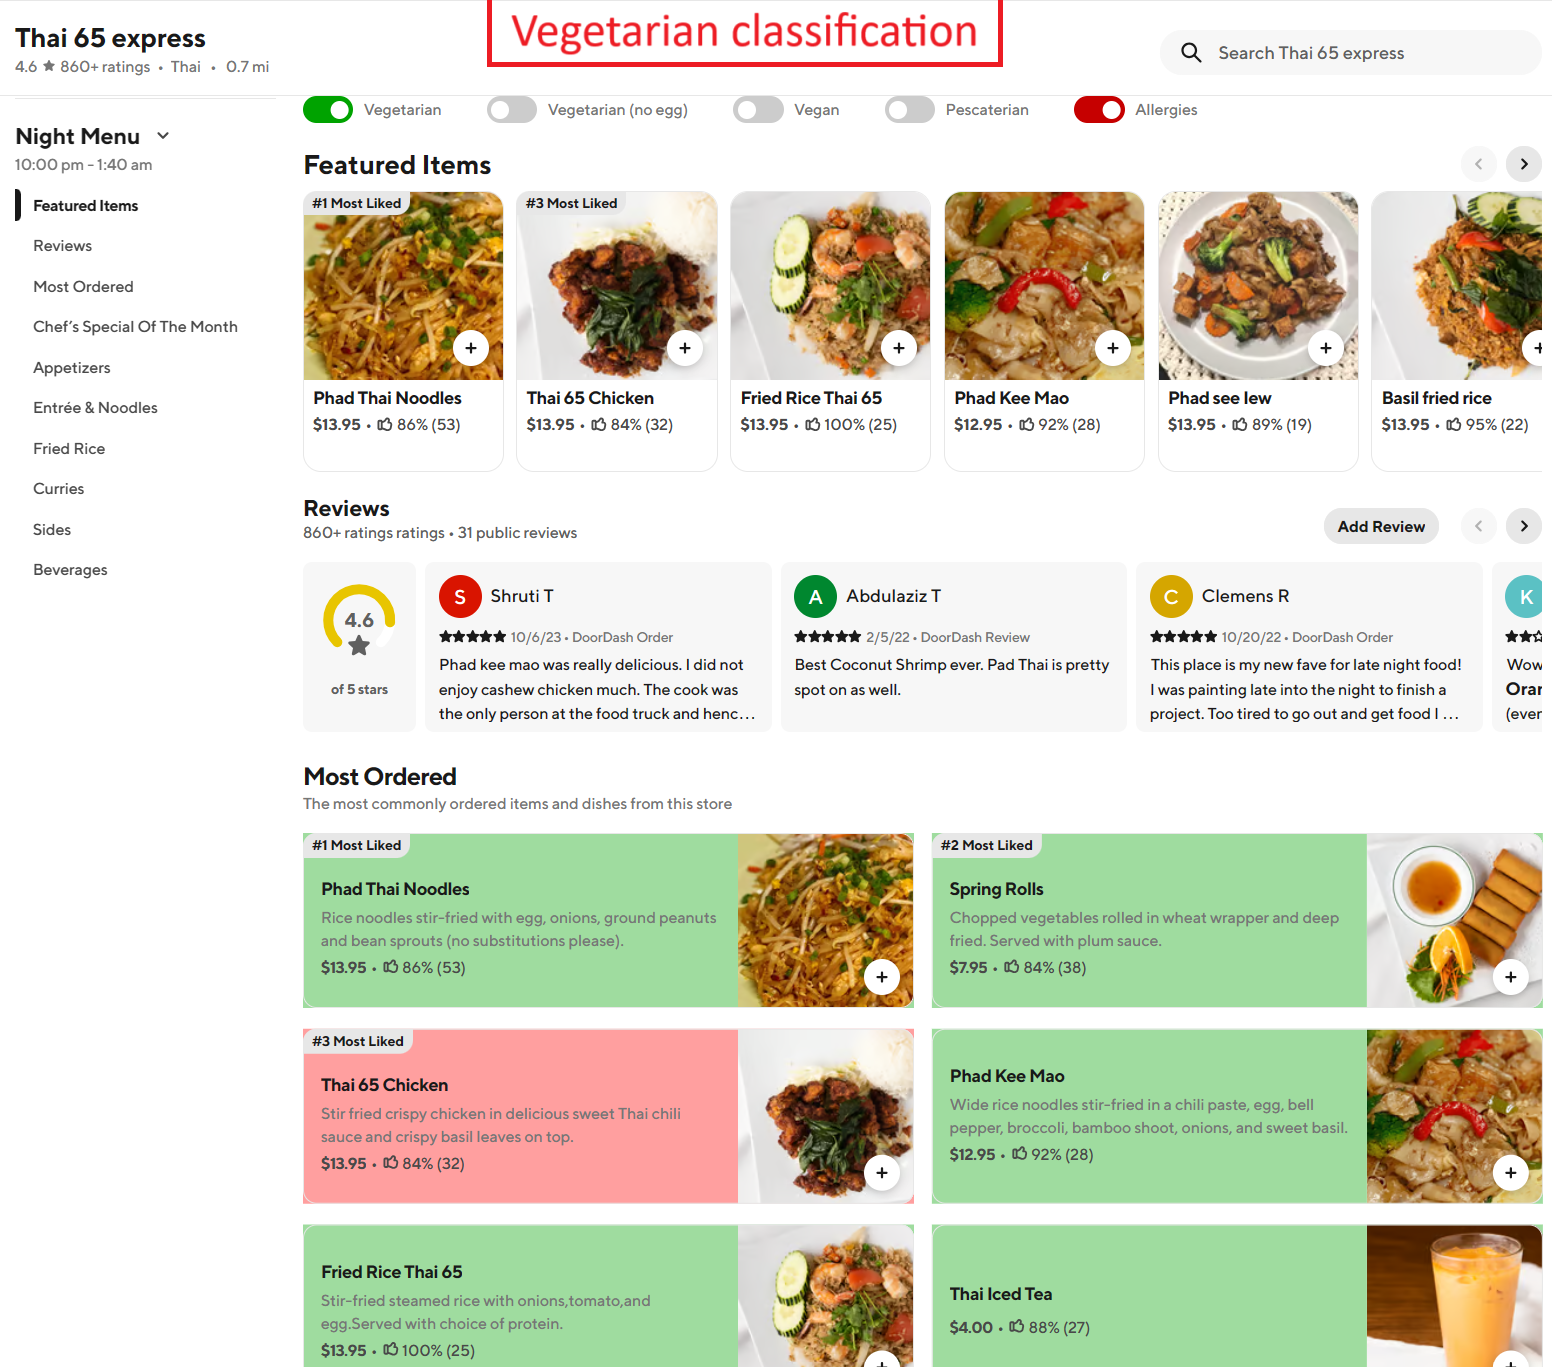 Thai 65 express
4.6 ★ 860+ ratings • Thai • 0.7 mi
Vegetarian classification
Search Thai 65 express
Vegetarian
Vegetarian (no egg)
Vegan
Pescaterian
Allergies
Night Menu
10:00 pm - 1:40 am
Featured Items
Reviews
Most Ordered
Chef's Special Of The Month
Appetizers
Entrée & Noodles
Fried Rice
Curries
Sides
Beverages
Featured Items
#1 Most Liked
Phad Thai Noodles
$13.95 • 86% (53)
#3 Most Liked
Thai 65 Chicken
$13.95 • 84% (32)
Fried Rice Thai 65
$13.95 • 100% (25)
Phad Kee Mao
$12.95 • 92% (28)
Phad see Iew
$13.95 • 89% (19)
Basil fried rice
$13.95 • 95% (22)
Reviews
860+ ratings ratings • 31 public reviews
Add Review
4.6
of 5 stars
S
Shruti T
★★★★★ 10/6/23 • DoorDash Order
Phad kee mao was really delicious. I did not
enjoy cashew chicken much. The cook was
the only person at the food truck and henc...
A
Abdulaziz T
★★★★★ 2/5/22 • DoorDash Review
Best Coconut Shrimp ever. Pad Thai is pretty
spot on as well.
C
Clemens R
★★★★★ 10/20/22 • DoorDash Order
This place is my new fave for late night food!
I was painting late into the night to finish a
project. Too tired to go out and get food I ...
K
Wow
Oran
(ever
Most Ordered
The most commonly ordered items and dishes from this store
#1 Most Liked
Phad Thai Noodles
Rice noodles stir-fried with egg, onions, ground peanuts
and bean sprouts (no substitutions please).
$13.95 • 86% (53)
#2 Most Liked
Spring Rolls
Chopped vegetables rolled in wheat wrapper and deep
fried. Served with plum sauce.
$7.95 • 84% (38)
#3 Most Liked
Thai 65 Chicken
Stir fried crispy chicken in delicious sweet Thai chili
sauce and crispy basil leaves on top.
$13.95 • 84% (32)
Phad Kee Mao
Wide rice noodles stir-fried in a chili paste, egg, bell
pepper, broccoli, bamboo shoot, onions, and sweet basil.
$12.95 • 92% (28)
Fried Rice Thai 65
Stir-fried steamed rice with onions,tomato,and
egg.Served with choice of protein.
$13.95 • 100% (25)
Thai Iced Tea
$4.00 • 88% (27)